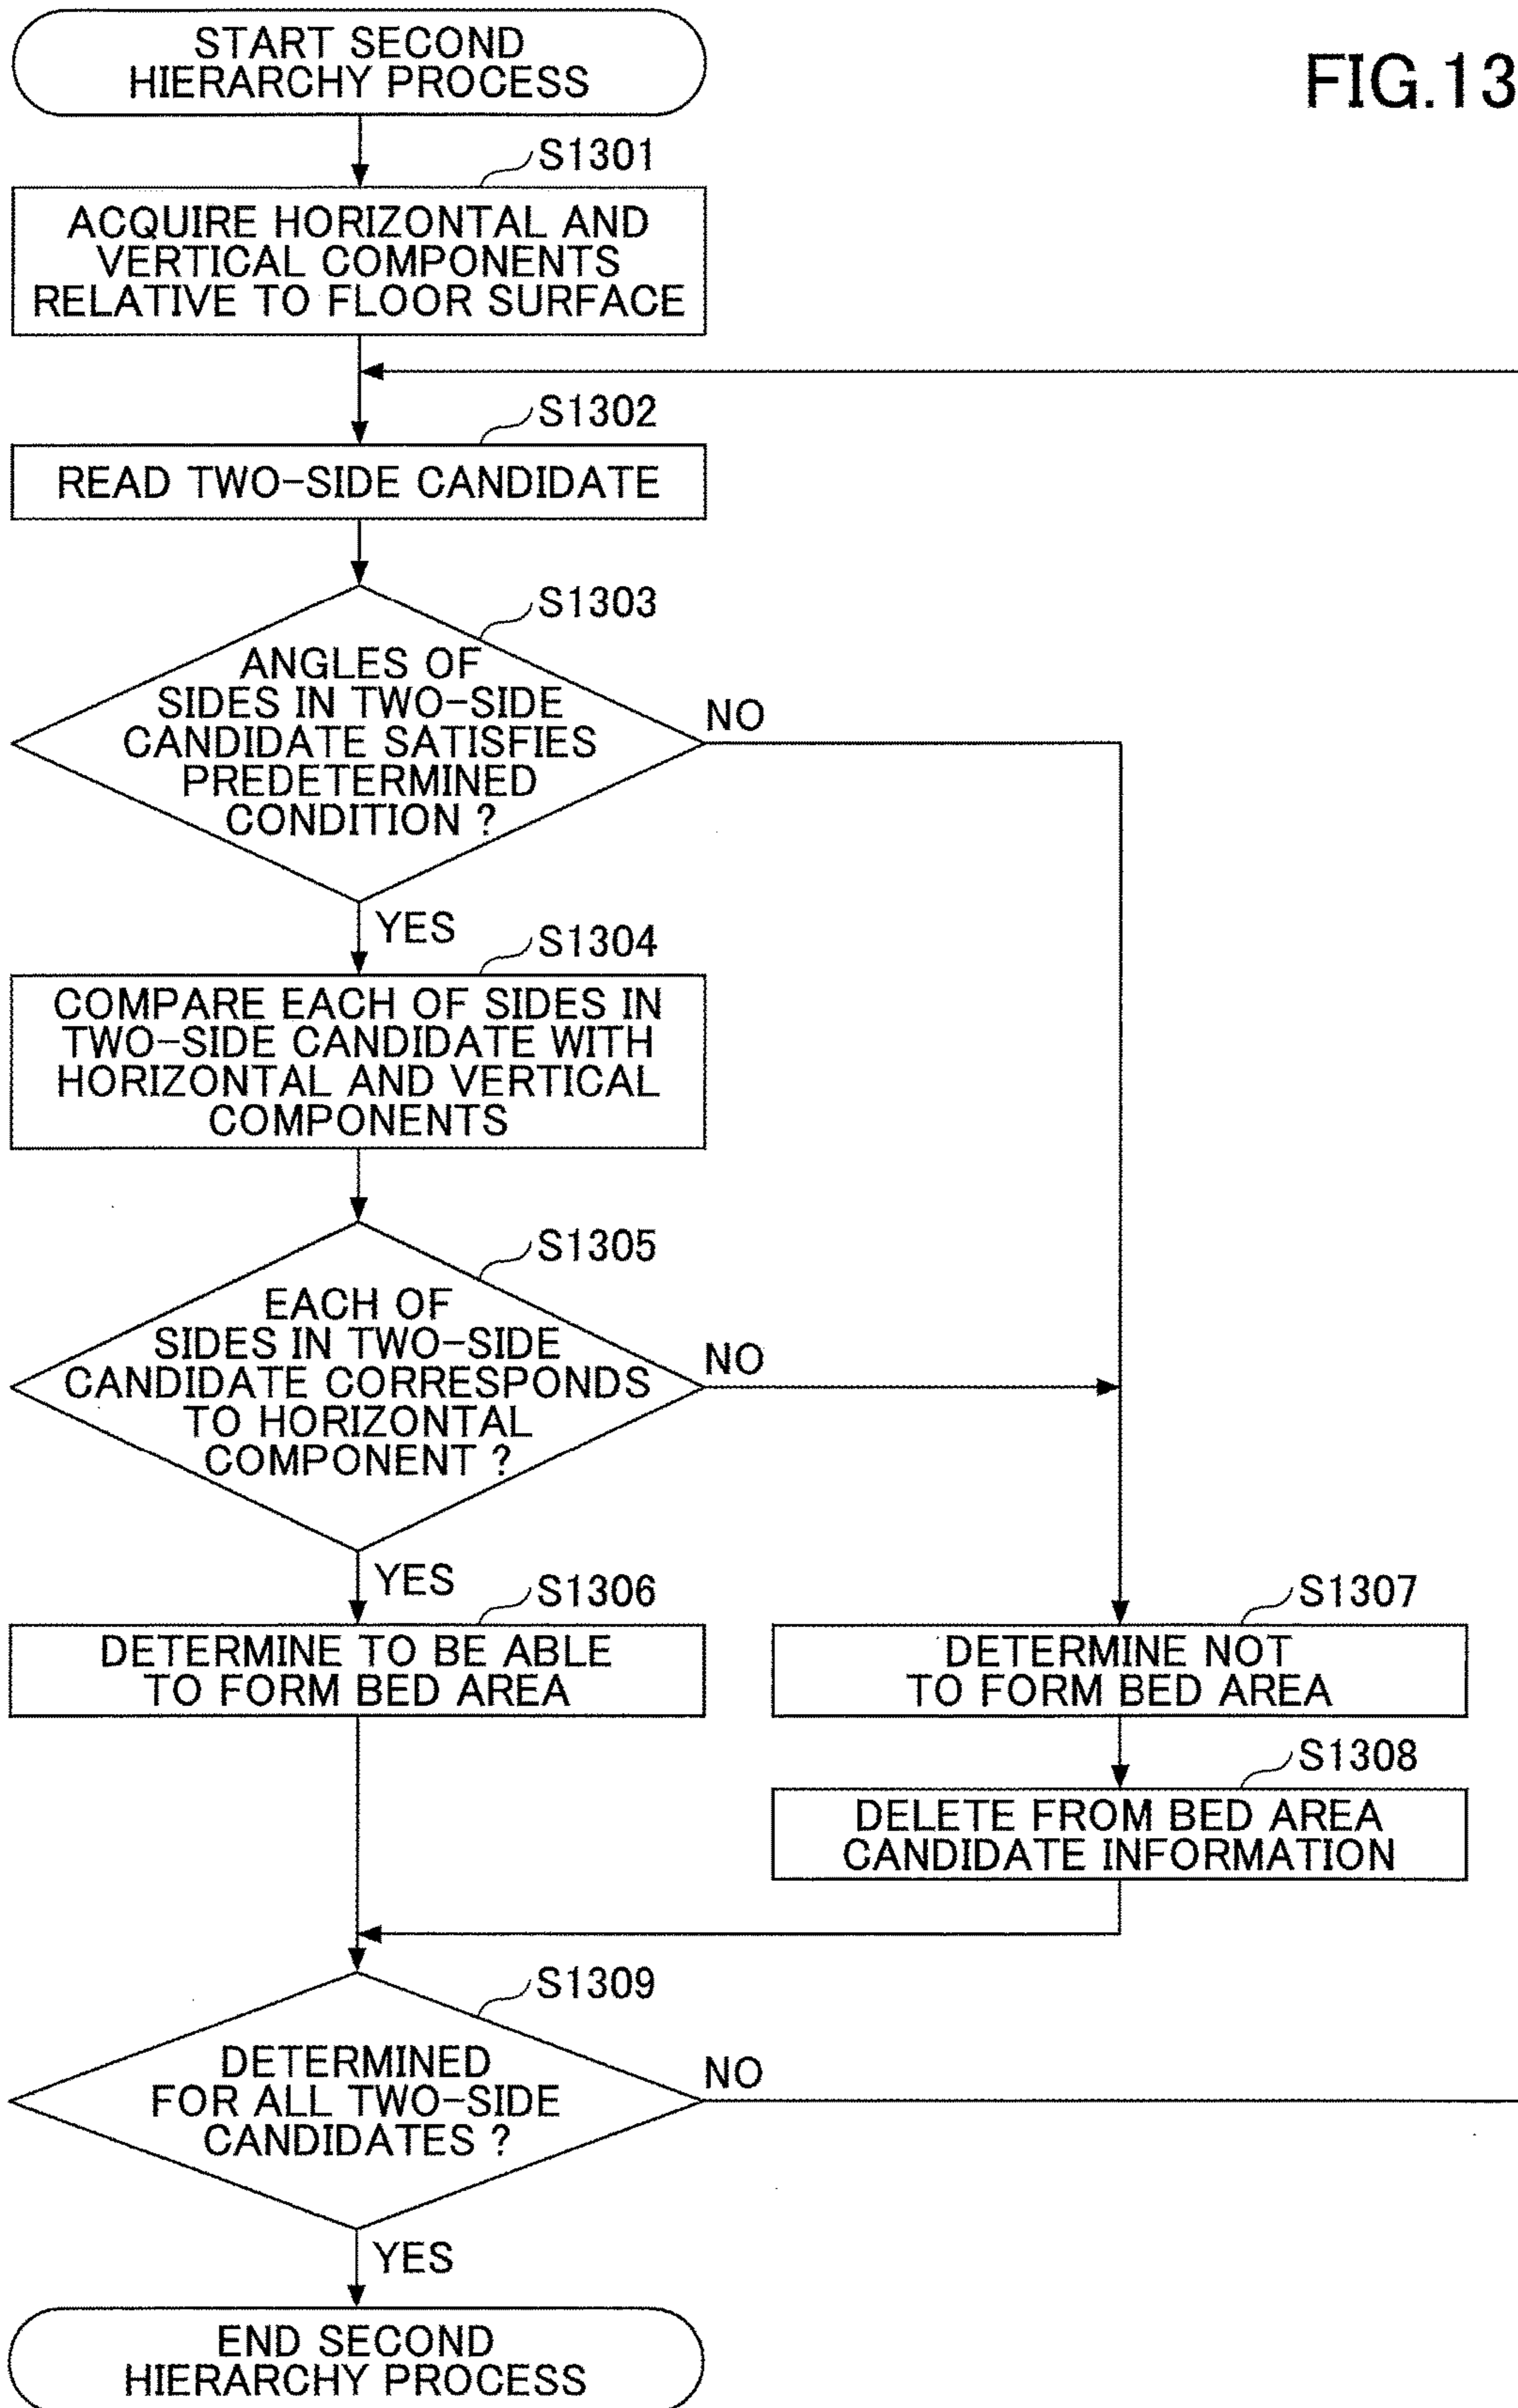 START SECOND
HIERARCHY PROCESS
FIG.13
S1301
ACQUIRE HORIZONTAL AND
VERTICAL COMPONENTS
RELATIVE TO FLOOR SURFACE
S1302
READ TWO-SIDE CANDIDATE
S1303
ANGLES OF
SIDES IN TWO-SIDE
CANDIDATE SATISFIES
PREDETERMINED
CONDITION ?
NO
YES
S1304
COMPARE EACH OF SIDES IN
TWO-SIDE CANDIDATE WITH
HORIZONTAL AND VERTICAL
COMPONENTS
S1305
EACH OF
SIDES IN TWO-SIDE
CANDIDATE CORRESPONDS
TO HORIZONTAL
COMPONENT ?
NO
YES
S1306
DETERMINE TO BE ABLE
TO FORM BED AREA
S1307
DETERMINE NOT
TO FORM BED AREA
S1308
DELETE FROM BED AREA
CANDIDATE INFORMATION
S1309
DETERMINED
FOR ALL TWO-SIDE
CANDIDATES ?
NO
YES
END SECOND
HIERARCHY PROCESS